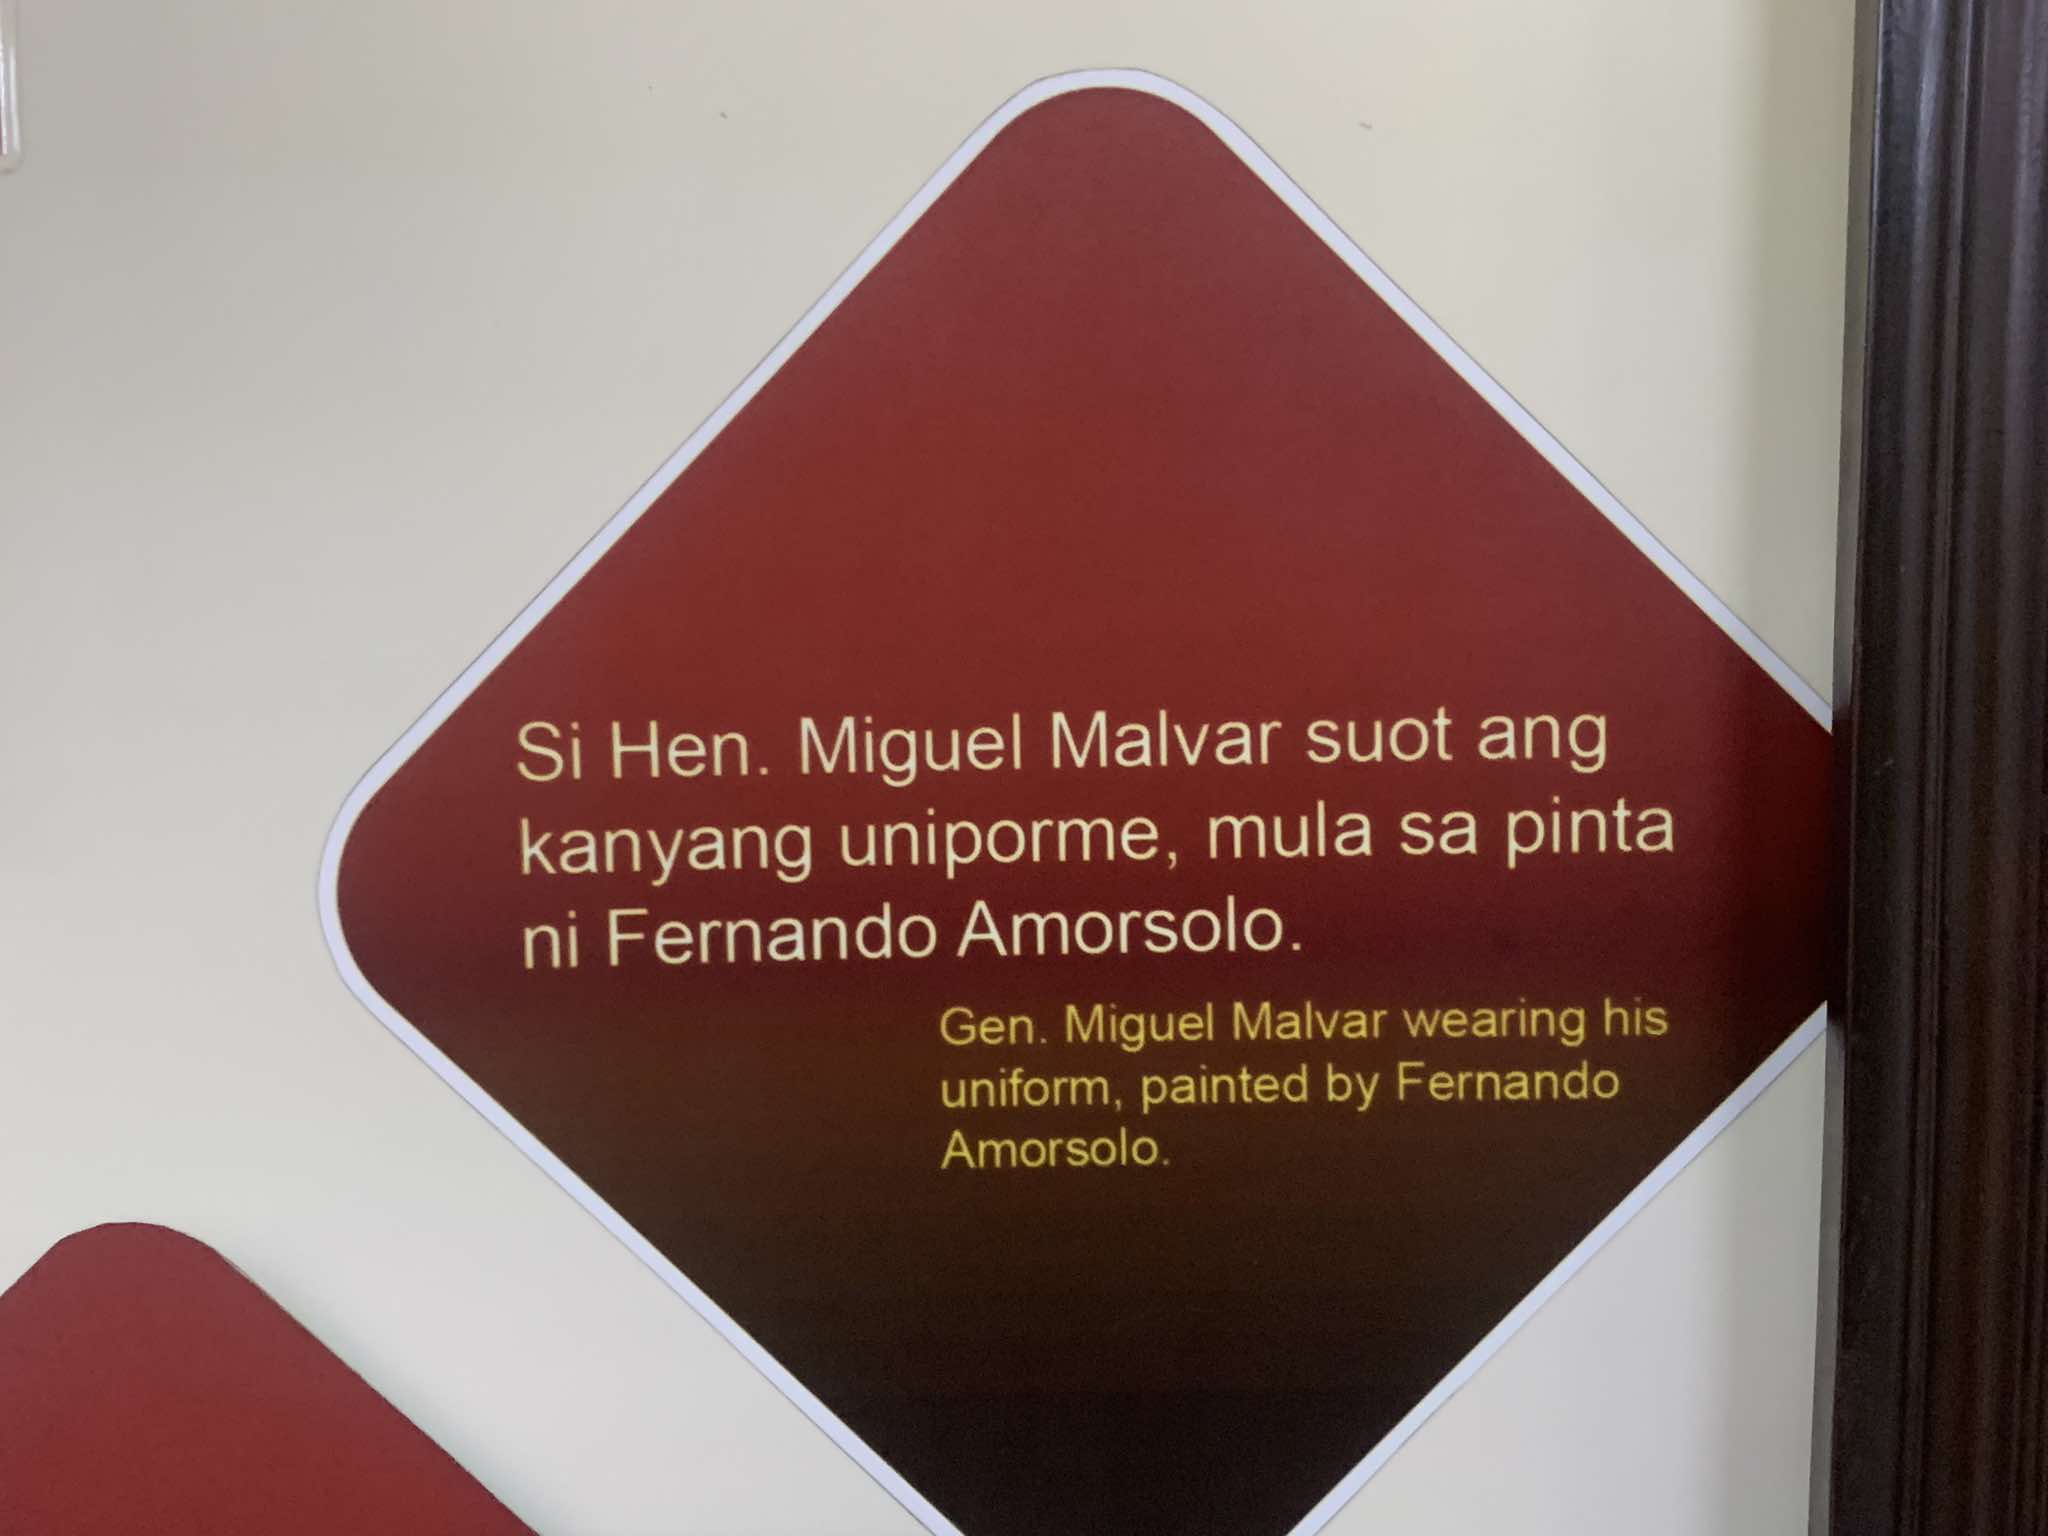 Si Hen. Miguel Malvar suot ang
kanyang uniporme, mula sa pinta
ni Fernando Amorsolo.
Gen. Miguel Malvar wearing his
uniform, painted by Fernando
Amorsolo.